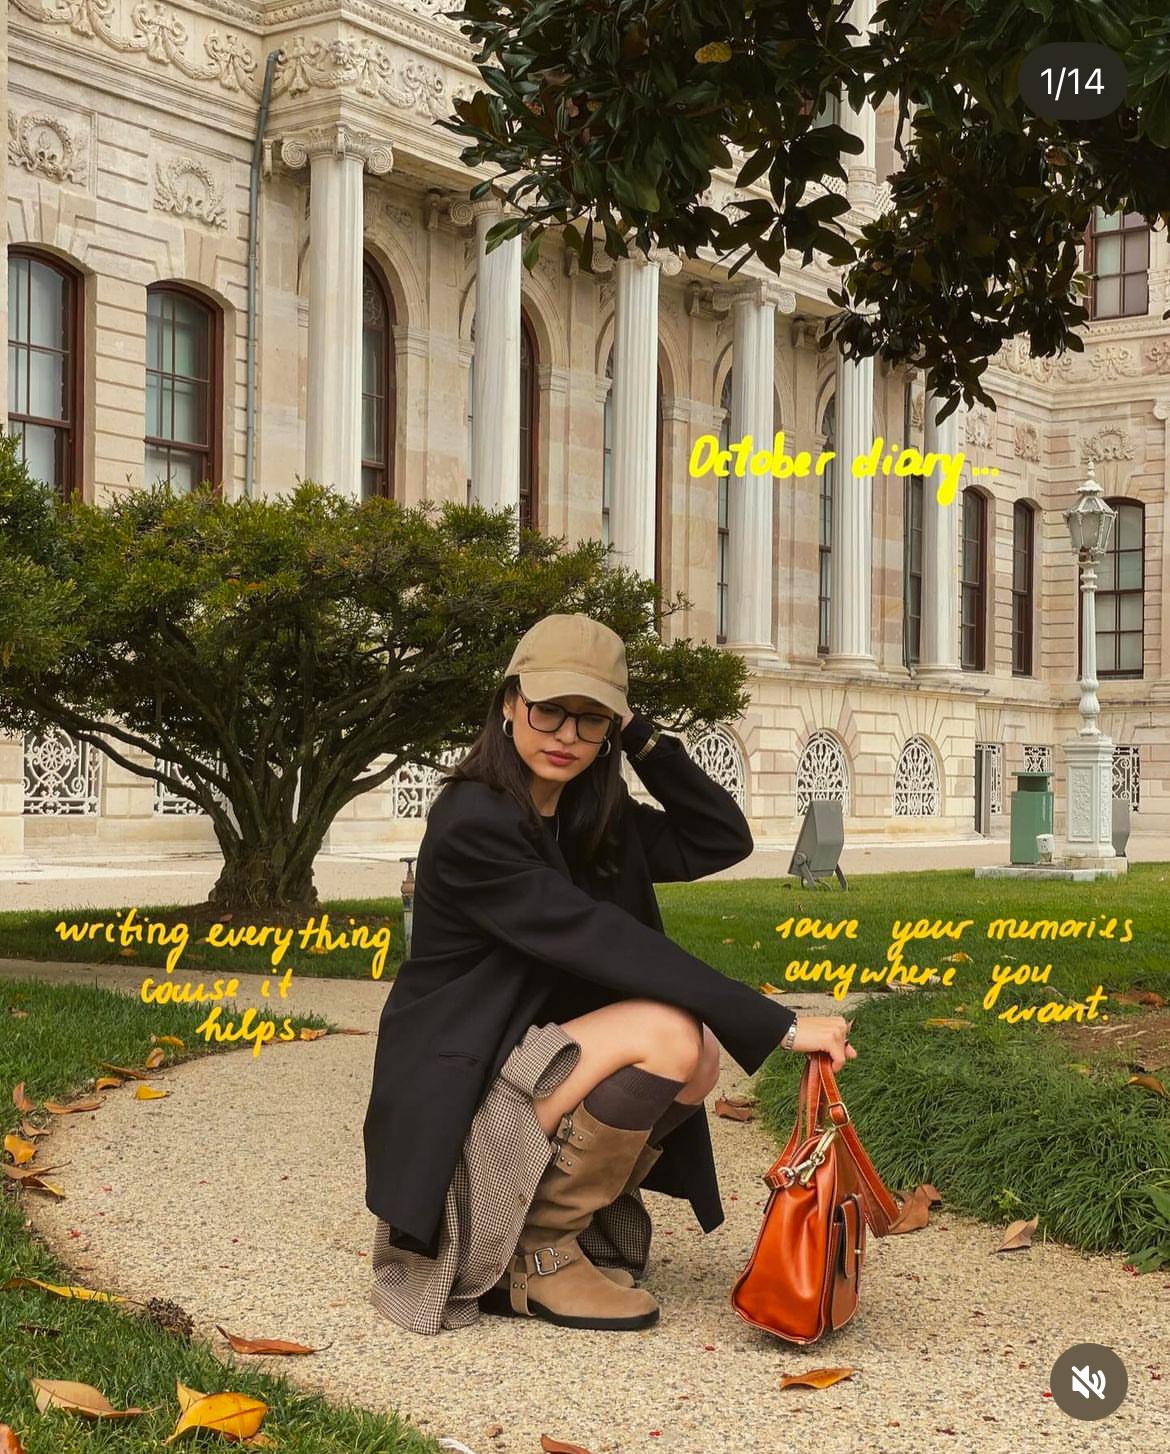 1/14
October diary...
writing everything
cause it
helps
save your memories
anywhere you
want.